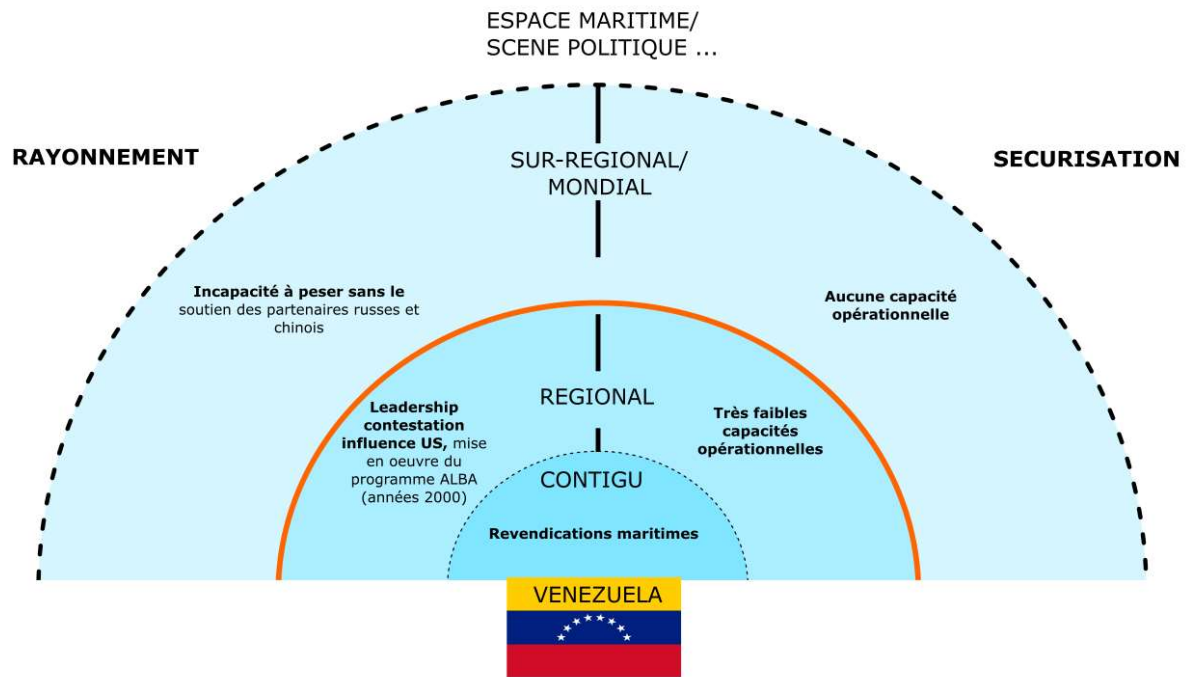 ESPACE MARITIME/
SCENE POLITIQUE ...
RAYONNEMENT
SECURISATION
SUR-REGIONAL/
MONDIAL
Incapacité à peser sans le
soutien des partenaires russes et
chinois
Aucune capacité
opérationnelle
REGIONAL
Leadership
contestation
influence US, mise
en oeuvre du
programme ALBA
(années 2000)
Très faibles
capacités
opérationnelles
CONTIGU
Revendications maritimes
VENEZUELA